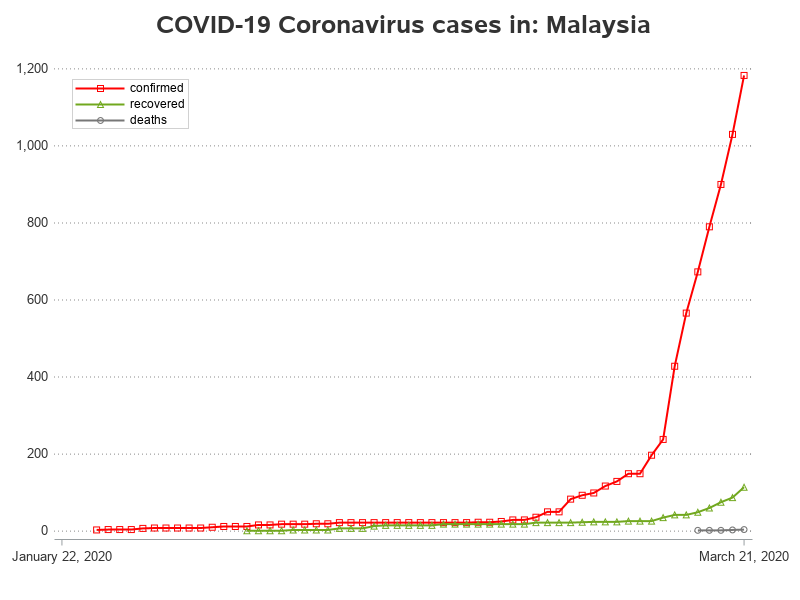 COVID-19 Coronavirus cases in: Malaysia
1,200
confirmed
recovered
deaths
1,000
800
600
400
200
0
January 22, 2020
March 21, 2020